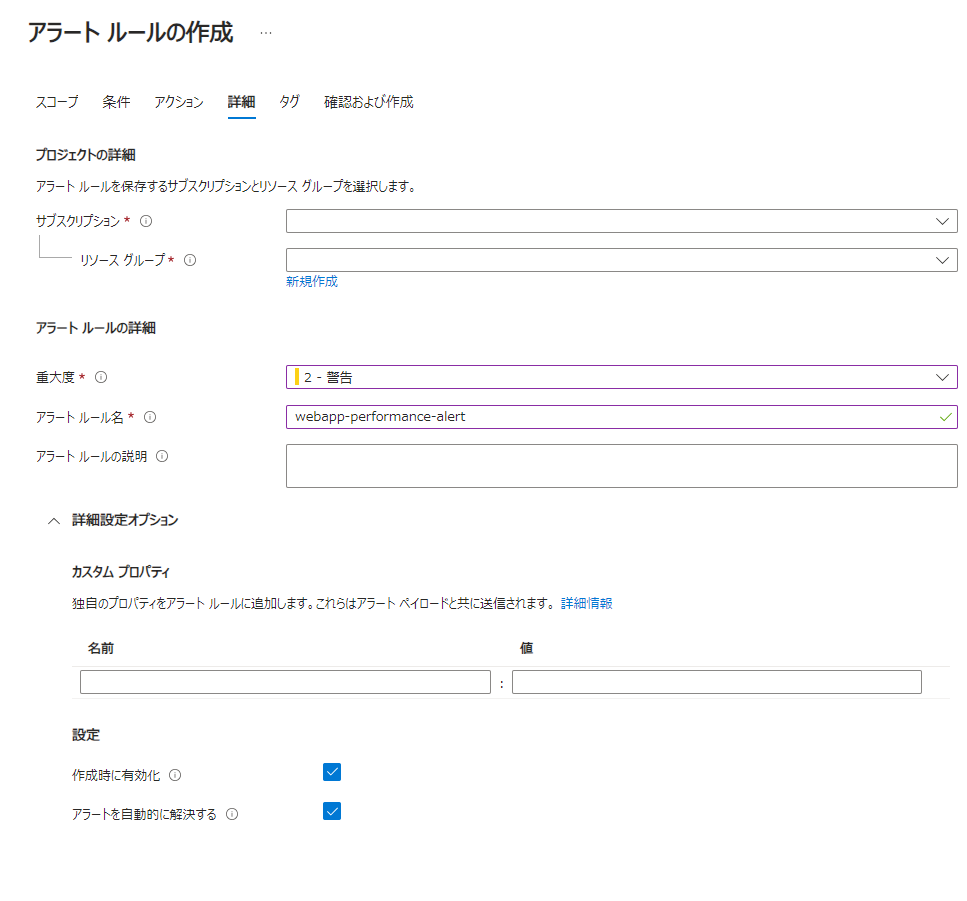 アラート ルールの作成 …
スコープ 条件 アクション 詳細 タグ 確認および作成
プロジェクトの詳細
アラート ルールを保存するサブスクリプションとリソース グループを選択します。
サブスクリプション *
リソース グループ *
新規作成
アラート ルールの詳細
重大度 * 2 - 警告
アラート ルール名 * webapp-performance-alert
アラート ルールの説明
詳細設定オプション
カスタム プロパティ
独自のプロパティをアラート ルールに追加します。これらはアラート ペイロードと共に送信されます。 詳細情報
名前 値
:
設定
作成時に有効化
アラートを自動的に解決する